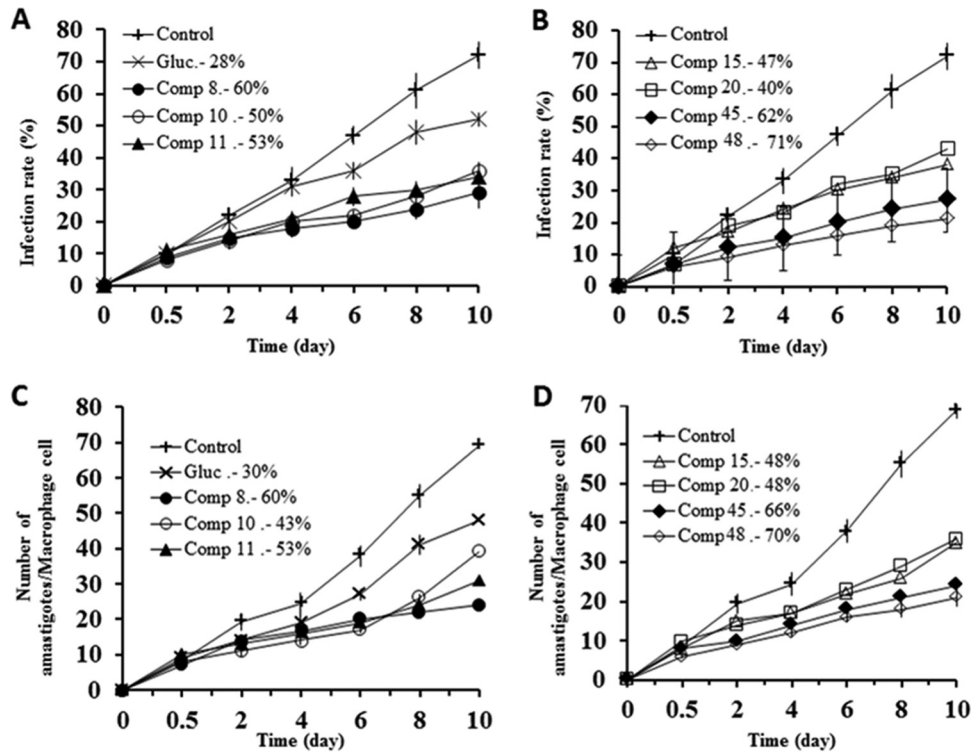 A
80
70
60
50
40
30
20
10
0
Infection rate (%)
Control
Gluc.- 28%
Comp 8.- 60%
Comp 10 .- 50%
Comp 11 .- 53%
0 0.5 2 4 6 8 10
Time (day)
B
80
70
60
50
40
30
20
10
0
Infection rate (%)
Control
Comp 15.- 47%
Comp 20.- 40%
Comp 45.- 62%
Comp 48 .- 71%
0 0.5 2 4 6 8 10
Time (day)
C
80
70
60
50
40
30
20
10
0
Number of
amastigotes/Macrophage cell
Control
Gluc .- 30%
Comp 8.- 60%
Comp 10 .- 43%
Comp 11 .- 53%
0 0.5 2 4 6 8 10
Time (day)
D
70
60
50
40
30
20
10
0
Number of
amastigotes/Macrophage cell
Control
Comp 15.- 48%
Comp 20.- 48%
Comp 45.- 66%
Comp48 .- 70%
0 0.5 2 4 6 8 10
Time (day)